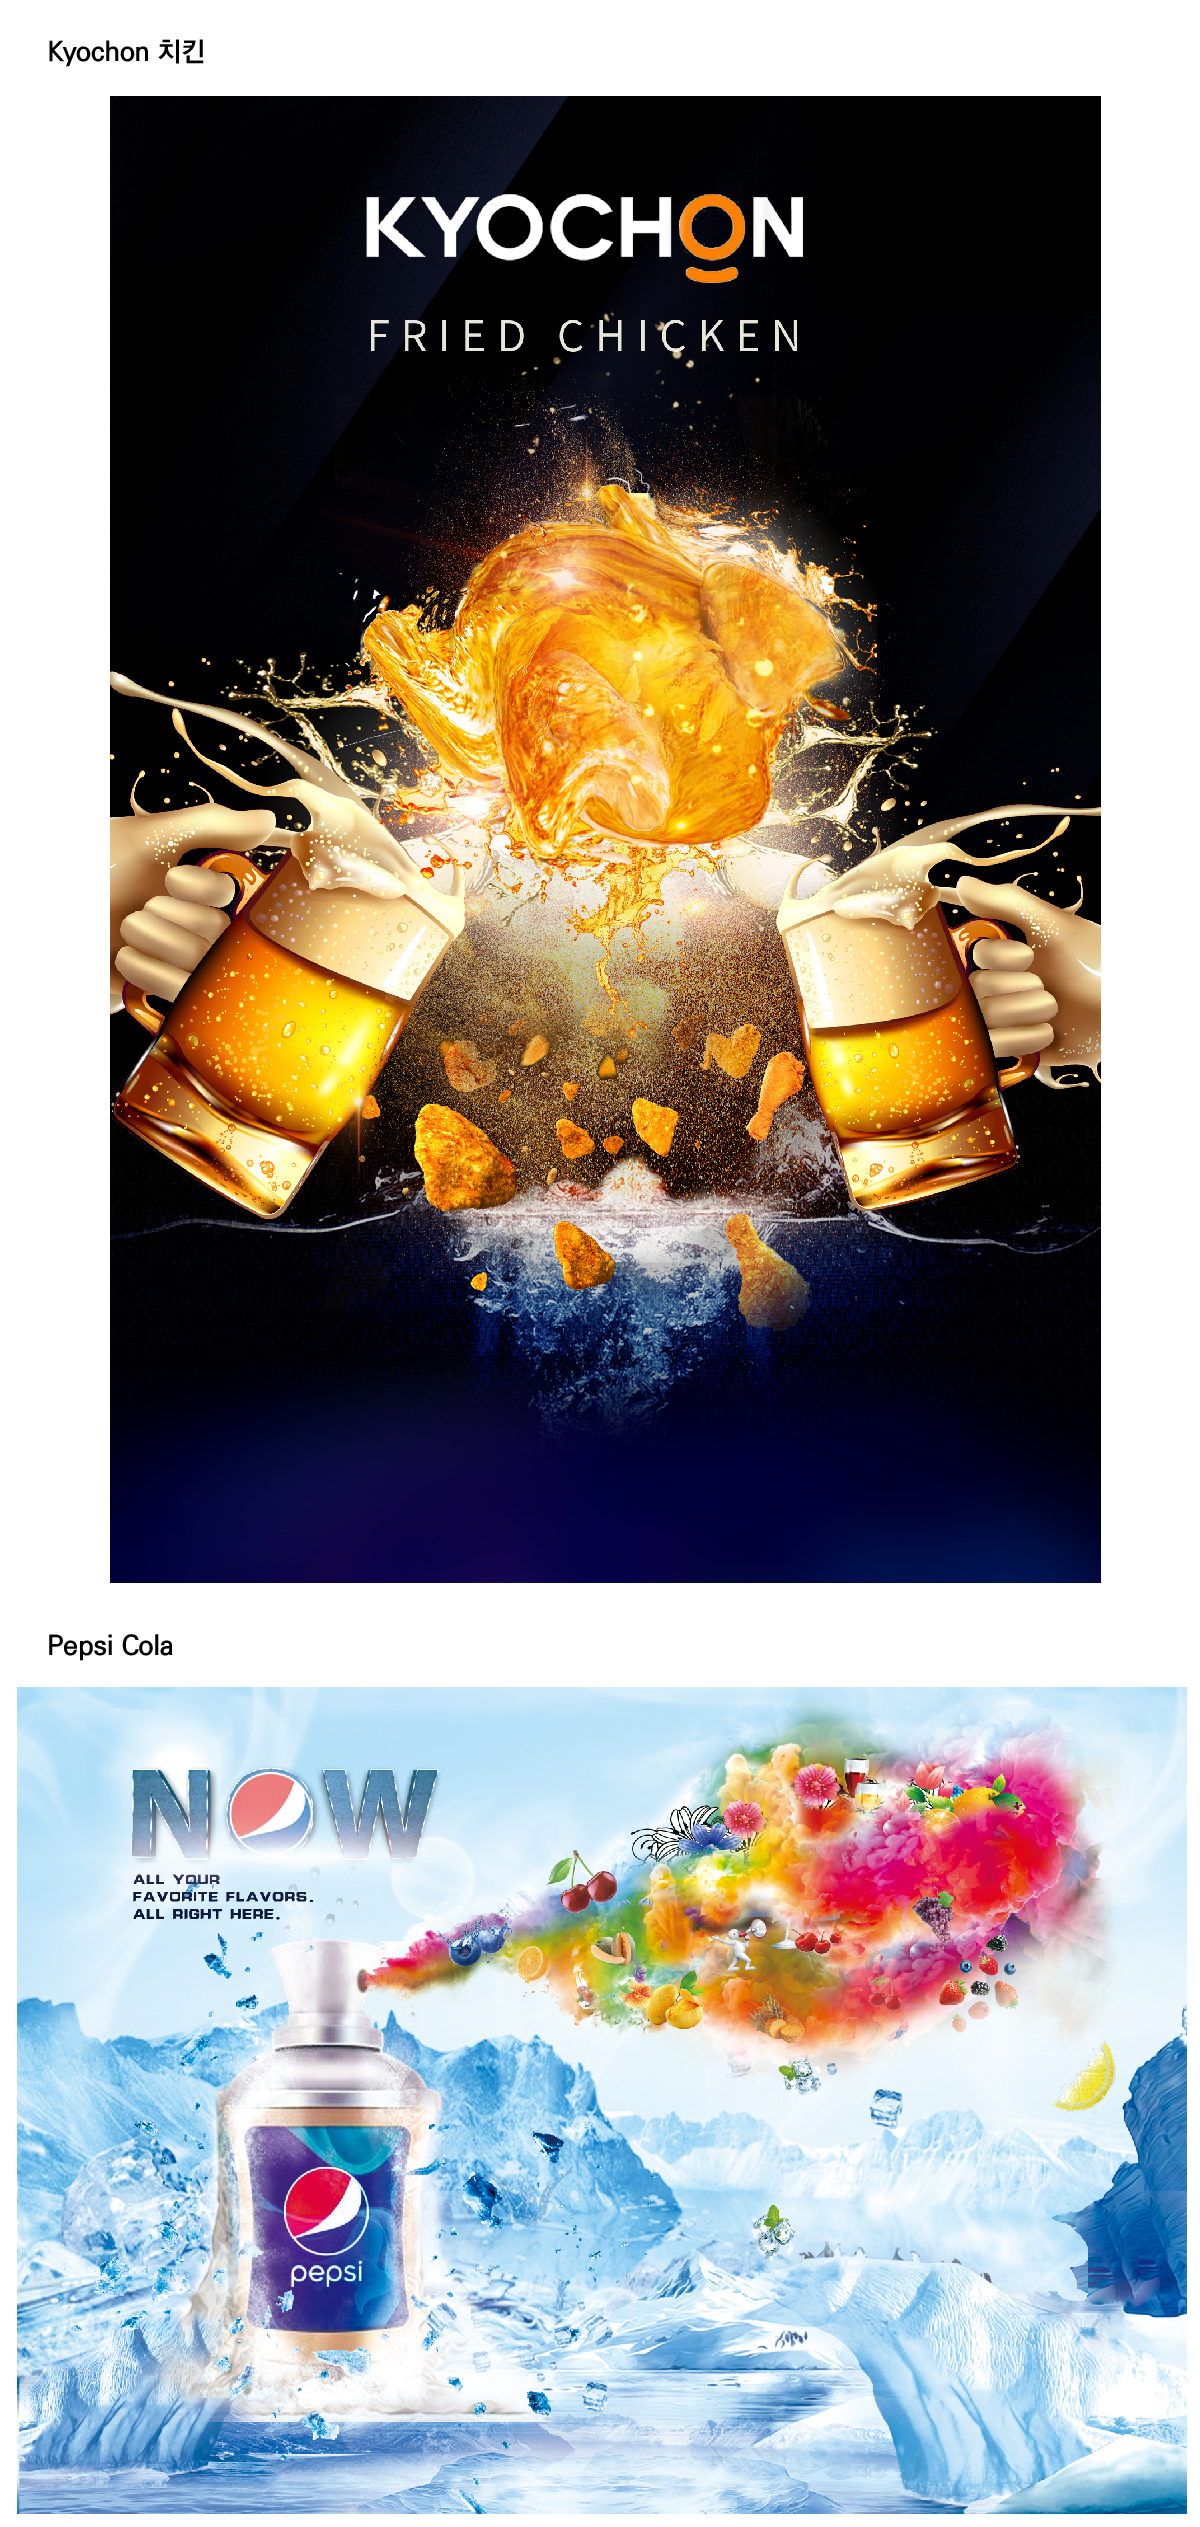 Kyochon 치킨
KYOCHON
FRIED CHICKEN
Pepsi Cola
NOW
ALL YOUR
FAVORITE FLAVORS.
ALL RIGHT HERE.
pepsi